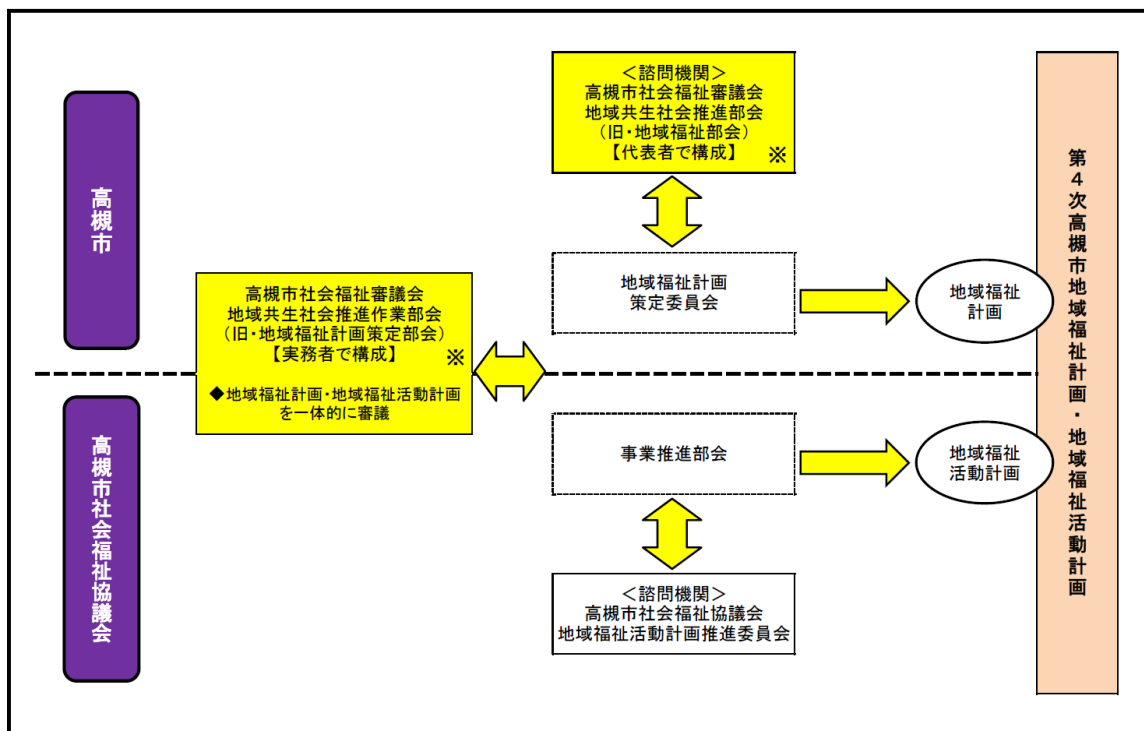 高槻市
＜諮問機関＞
高槻市社会福祉審議会
地域共生社会推進部会
（旧・地域福祉部会）
【代表者で構成】 ※
地域福祉計画
策定委員会
地域福祉
計画
高槻市社会福祉審議会
地域共生社会推進作業部会
（旧・地域福祉計画策定部会）
【実務者で構成】 ※
◆地域福祉計画・地域福祉活動計画
を一体的に審議
高槻市社会福祉協議会
事業推進部会
地域福祉
活動計画
＜諮問機関＞
高槻市社会福祉協議会
地域福祉活動計画推進委員会
第４次高槻市地域福祉計画・地域福祉活動計画